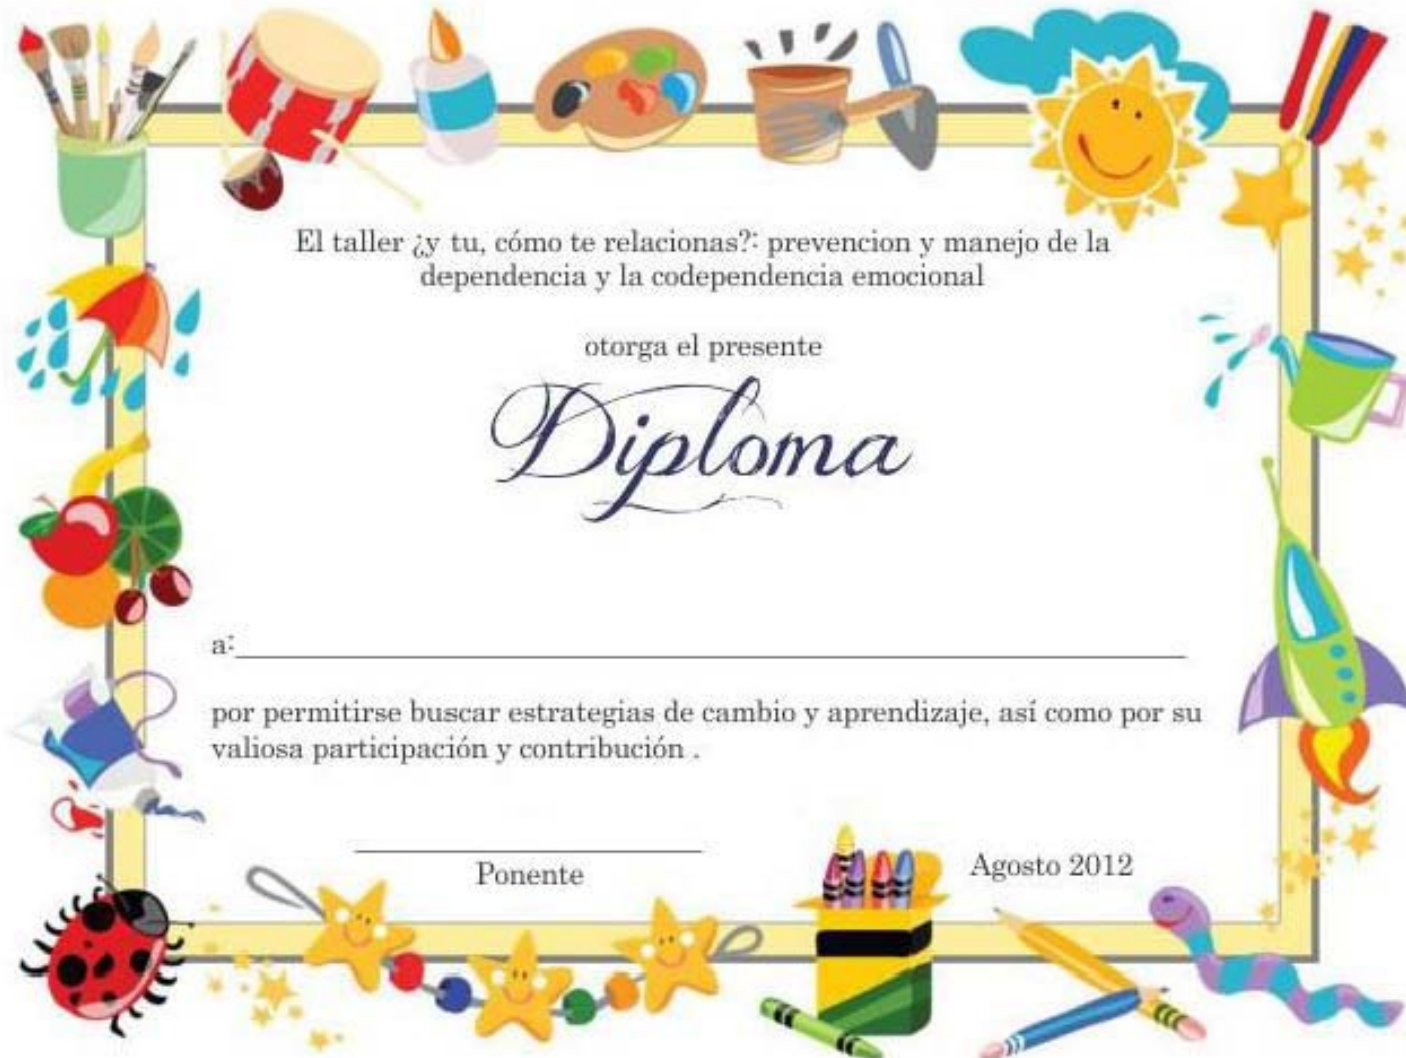 El taller ¿y tu, cómo te relacionas?: prevencion y manejo de la
dependencia y la codependencia emocional
otorga el presente
Diploma
a:
por permitirse buscar estrategias de cambio y aprendizaje, así como por su
valiosa participación y contribución .
Ponente
Agosto 2012